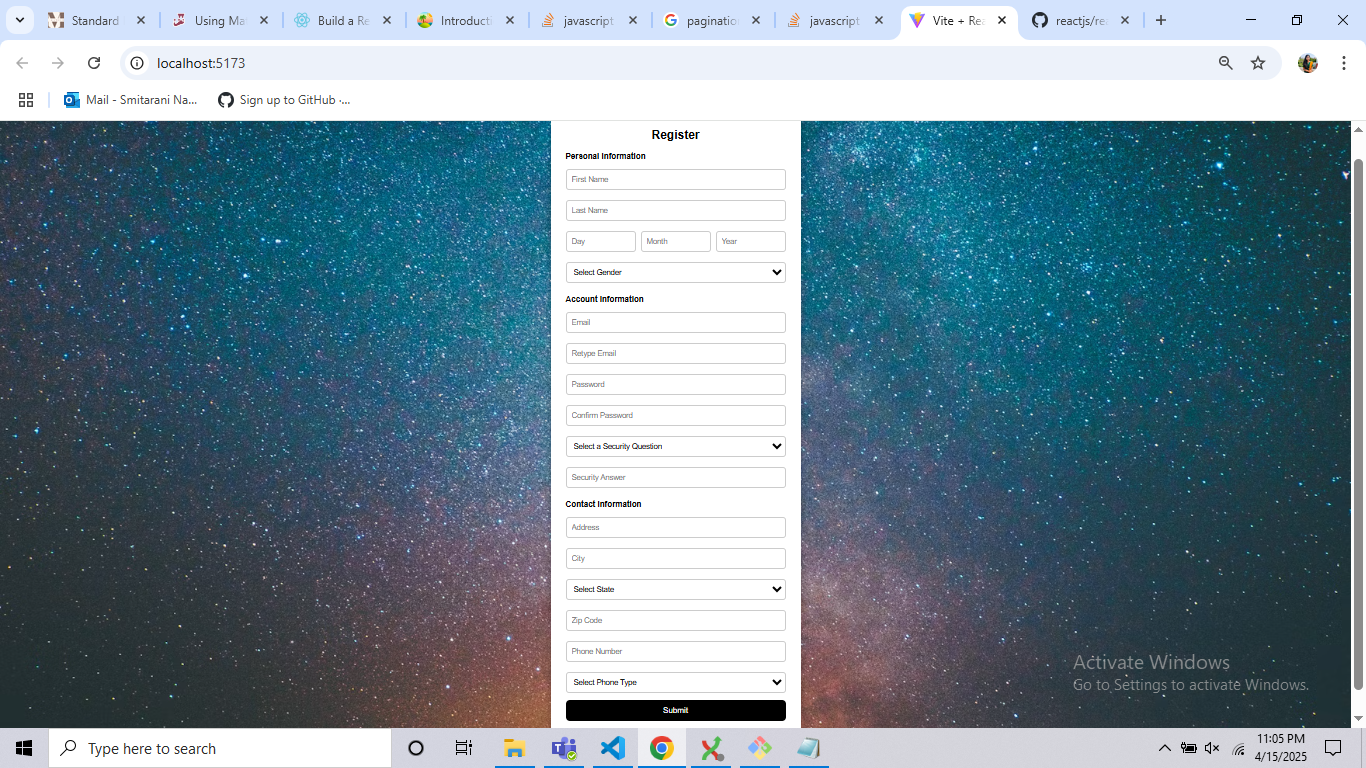 Standard
Using Ma
Build a Re
Introducti
javascript
paginatio
javascript
Vite + Rea
reactjs/rea
localhost:5173
Mail - Smitarani Na...
Sign up to GitHub ·...
Register
Personal Information
First Name
Last Name
Day Month Year
Select Gender
Account Information
Email
Retype Email
Password
Confirm Password
Select a Security Question
Security Answer
Contact Information
Address
City
Select State
Zip Code
Phone Number
Select Phone Type
Submit
Activate Windows
Go to Settings to activate Windows.
Type here to search
11:05 PM
4/15/2025